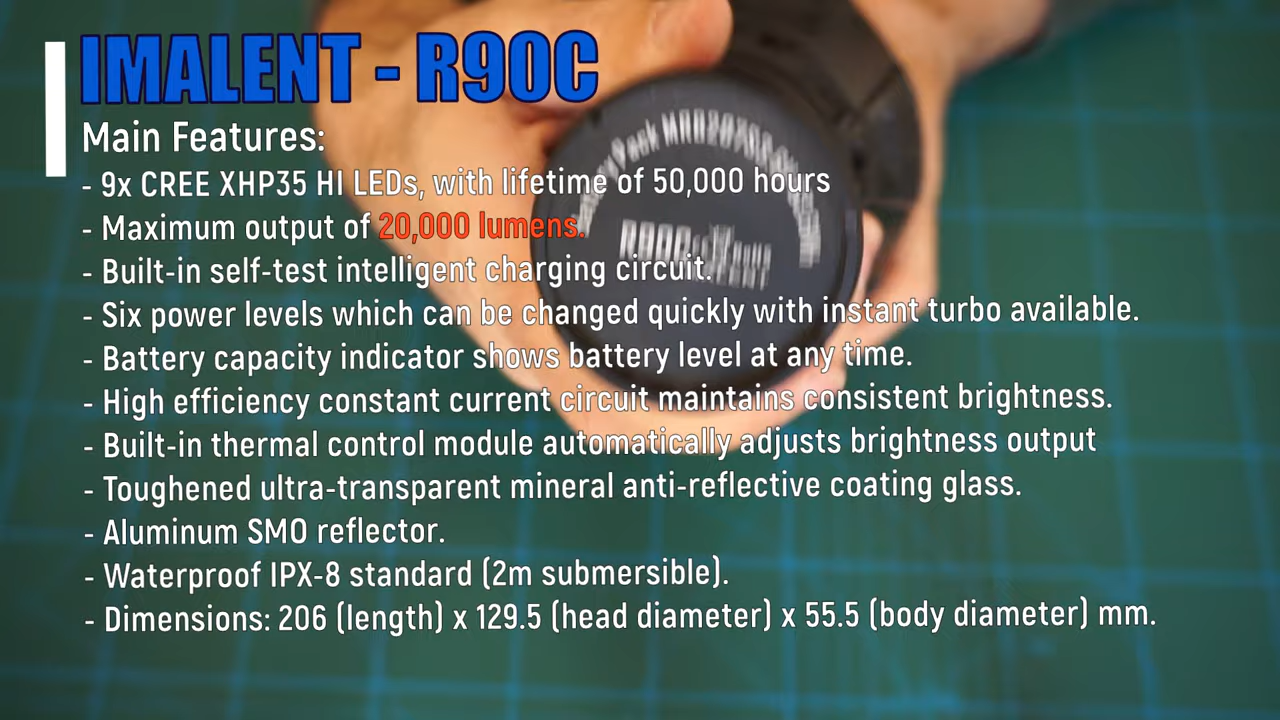 IMALENT - R90C
Main Features:
- 9x CREE XHP35 HI LEDs, with lifetime of 50,000 hours
- Maximum output of 20,000 lumens.
- Built-in self-test intelligent charging circuit.
- Six power levels which can be changed quickly with instant turbo available.
- Battery capacity indicator shows battery level at any time.
- High efficiency constant current circuit maintains consistent brightness.
- Built-in thermal control module automatically adjusts brightness output
- Toughened ultra-transparent mineral anti-reflective coating glass.
- Aluminum SMO reflector.
- Waterproof IPX-8 standard (2m submersible).
- Dimensions: 206 (length) x 129.5 (head diameter) x 55.5 (body diameter) mm.
Pack
R90C